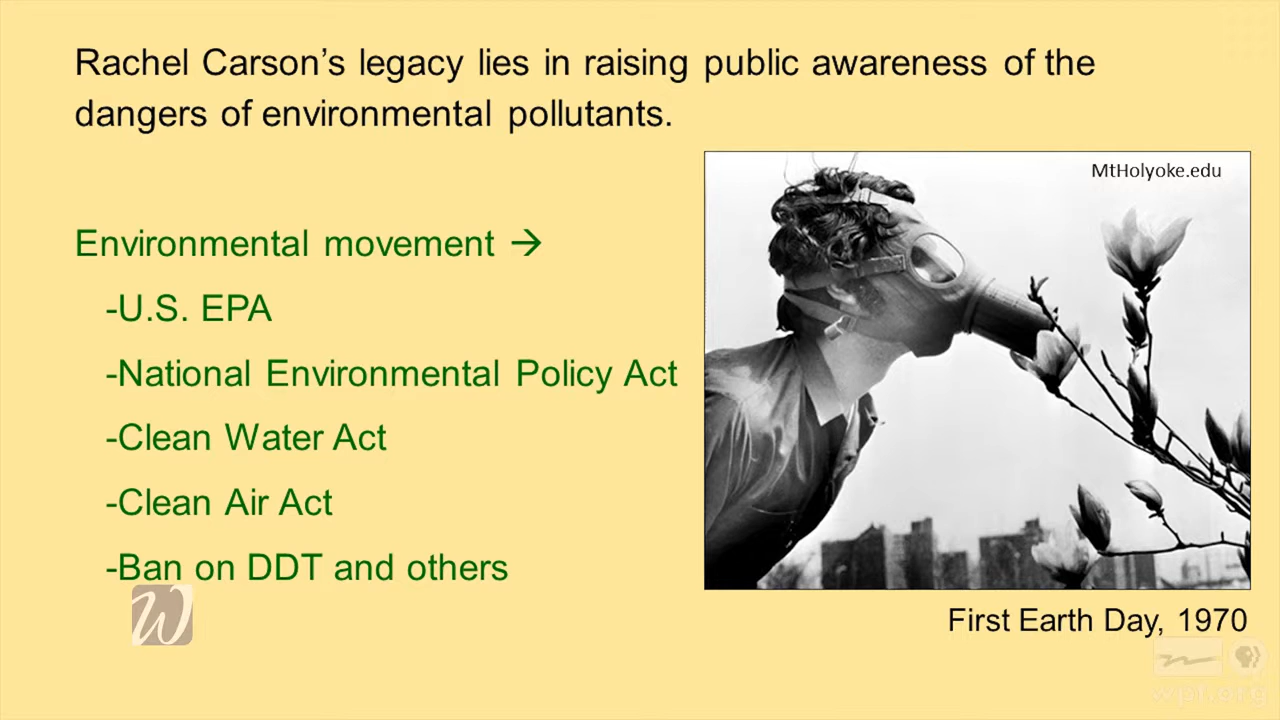 Rachel Carson’s legacy lies in raising public awareness of the
dangers of environmental pollutants.
MtHolyoke.edu
Environmental movement →
-U.S. EPA
-National Environmental Policy Act
-Clean Water Act
-Clean Air Act
-Ban on DDT and others
W
First Earth Day, 1970
wpt.org